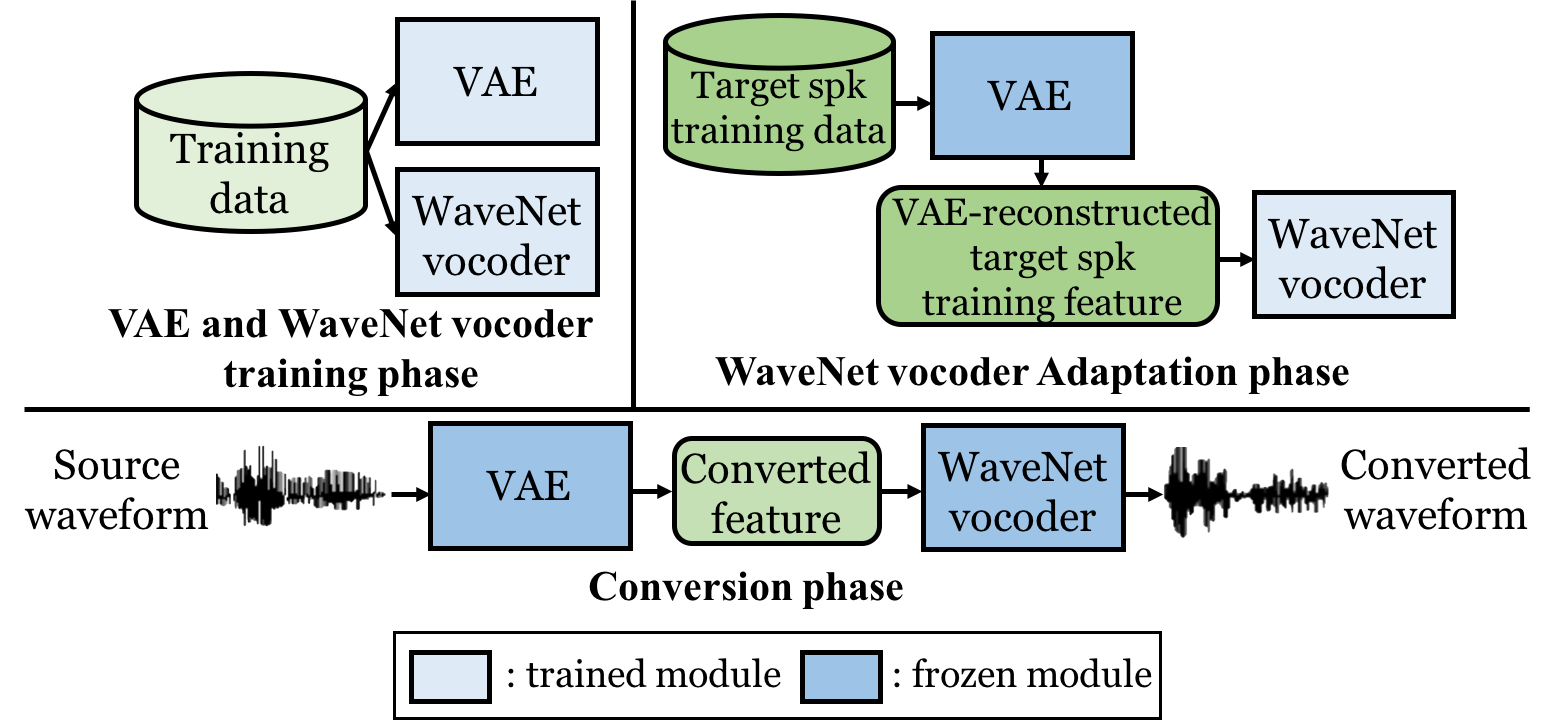 Training
data
VAE
WaveNet
vocoder
VAE and WaveNet vocoder
training phase
Target spk
training data
VAE
VAE-reconstructed
target spk
training feature
WaveNet
vocoder
WaveNet vocoder Adaptation phase
Source
waveform
VAE
Converted
feature
WaveNet
vocoder
Converted
waveform
Conversion phase
: trained module
: frozen module